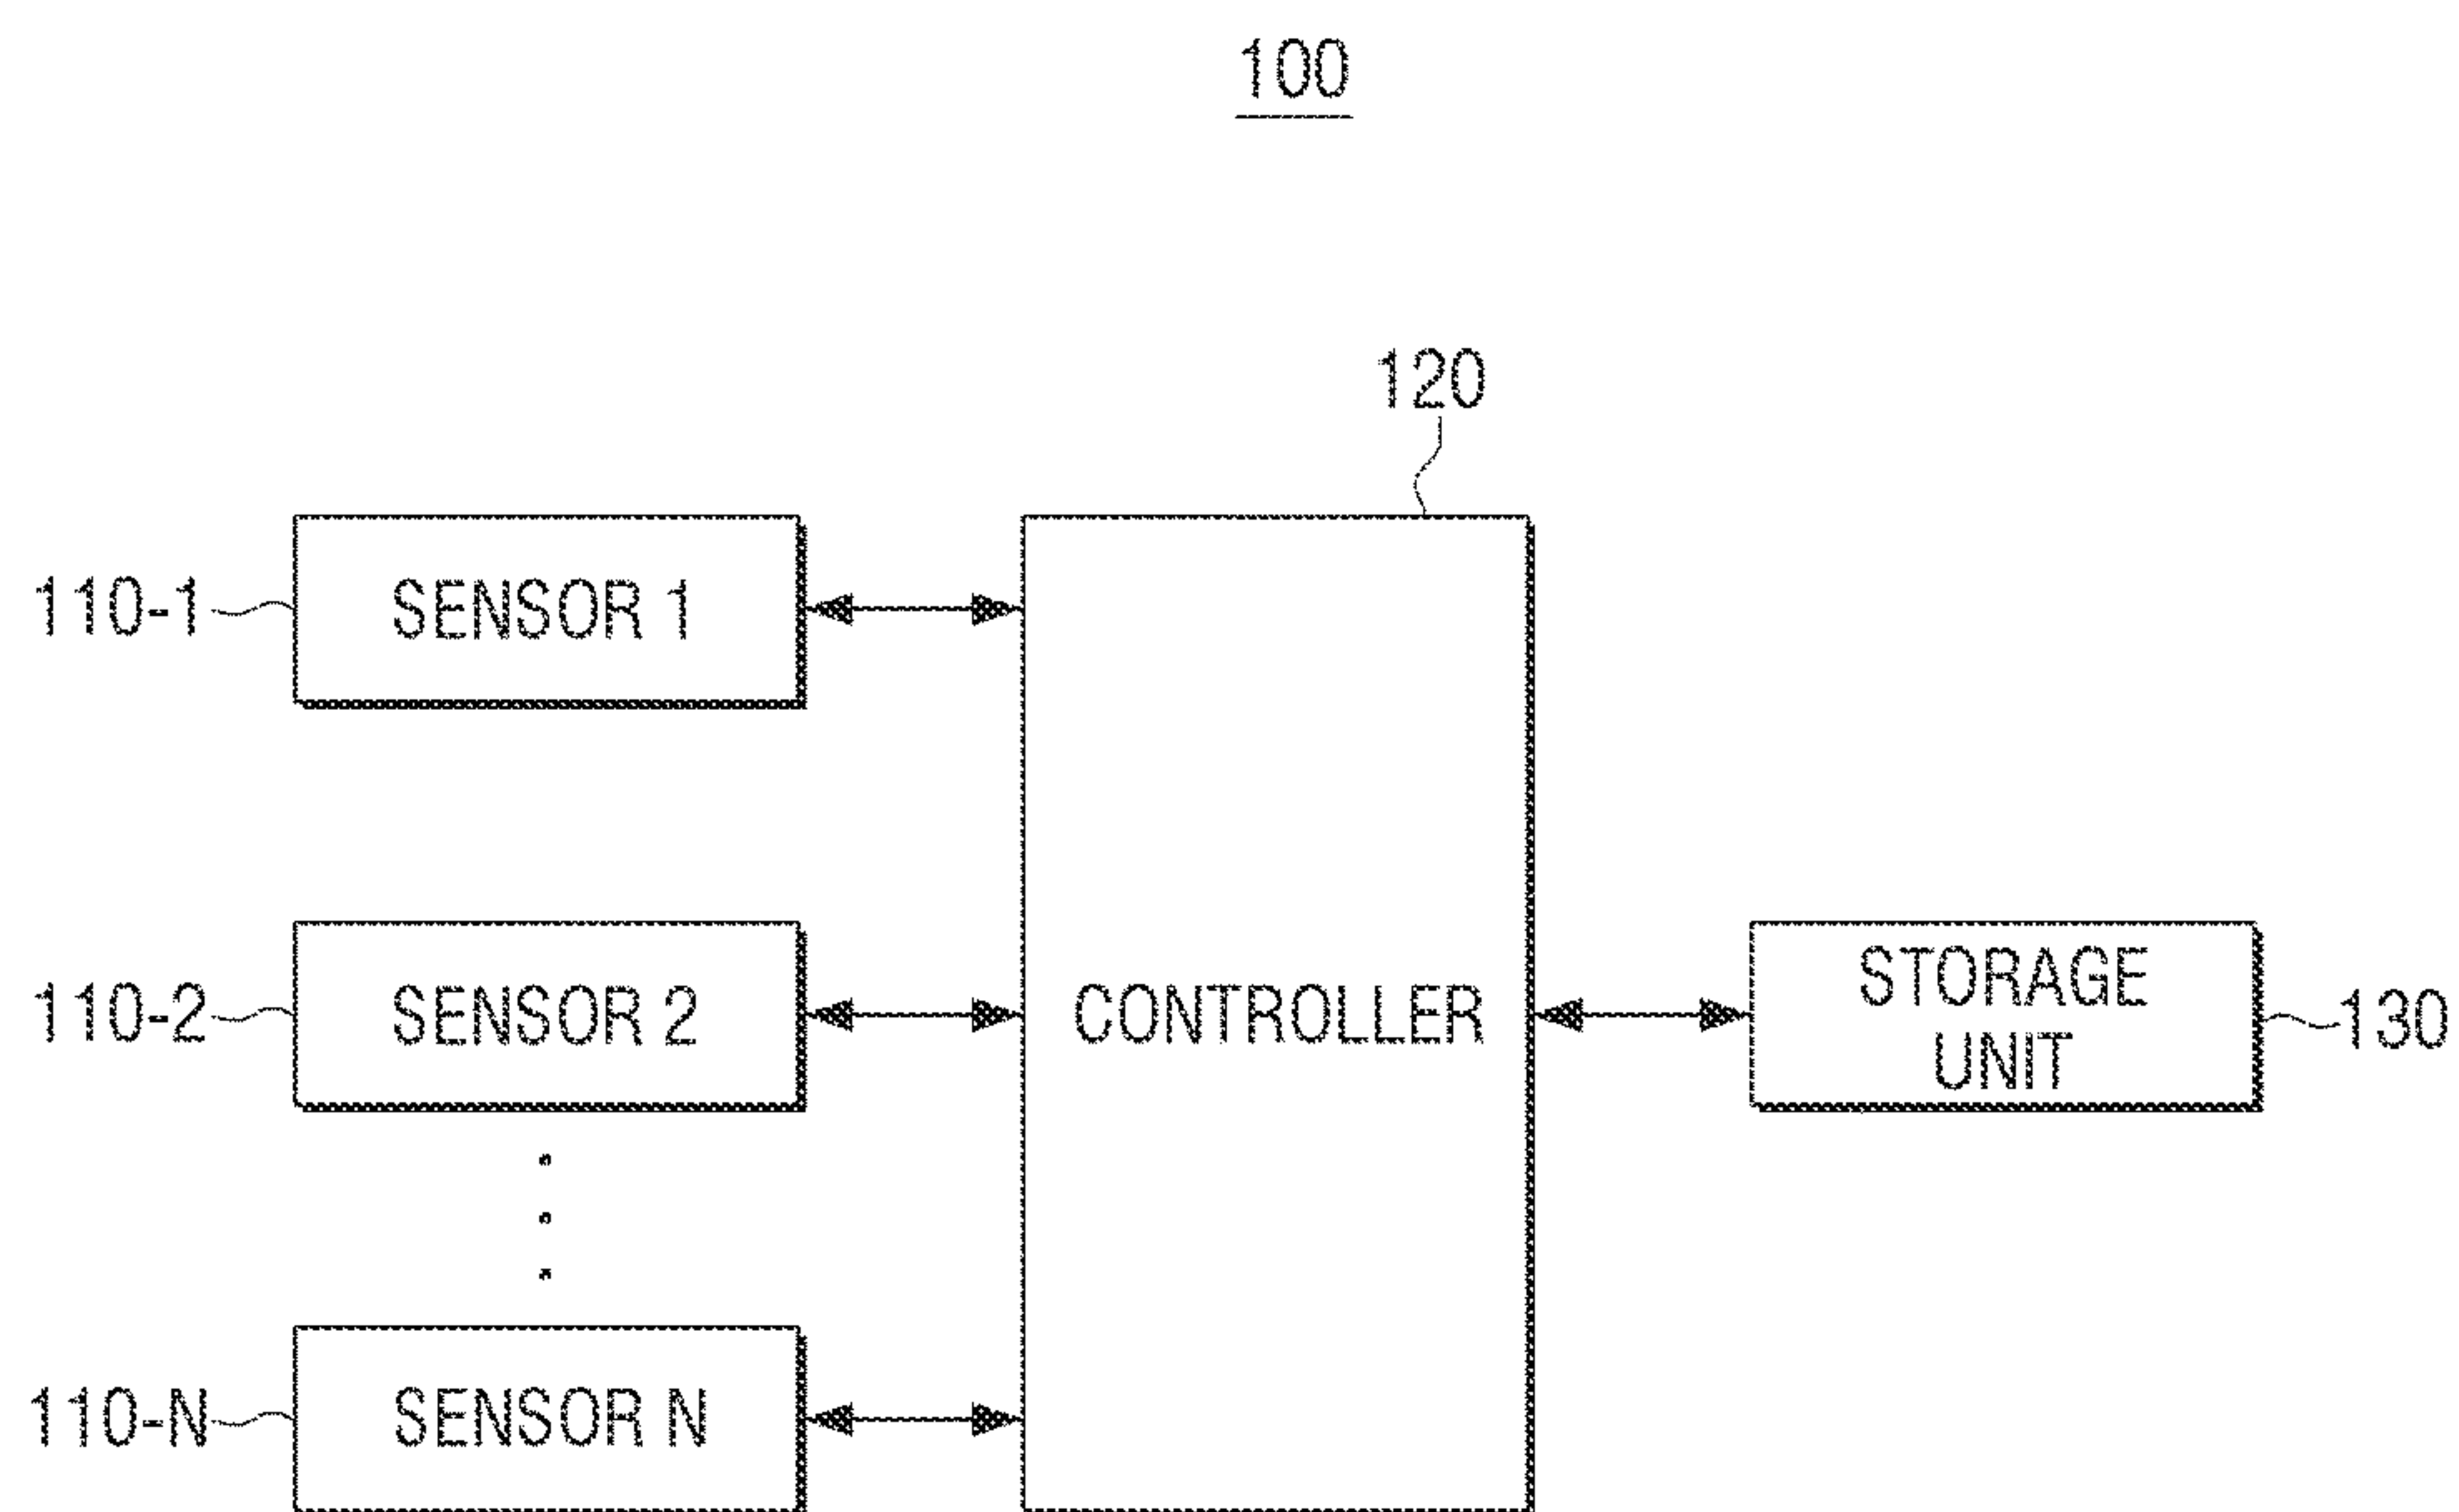 100
120
110-1
SENSOR 1
110-2
SENSOR 2
CONTROLLER
STORAGE
UNIT
130
110-N
SENSOR N